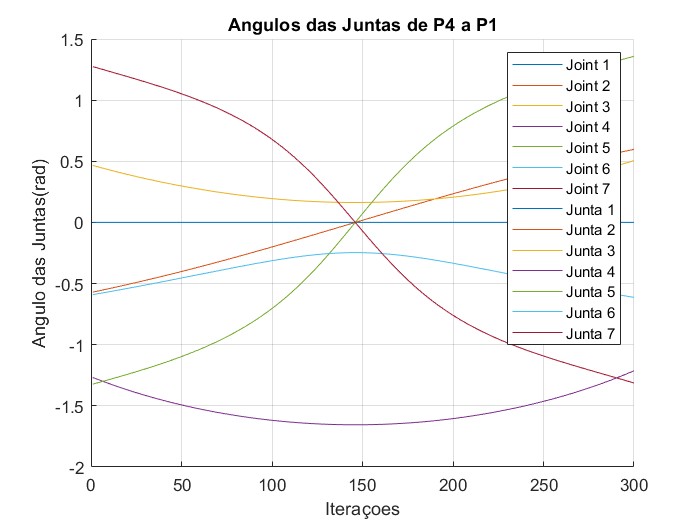 Angulos das Juntas de P4 a P1
1.5
1
0.5
0
-0.5
-1
-1.5
-2
Angulo das Juntas(rad)
Joint 1
Joint 2
Joint 3
Joint 4
Joint 5
Joint 6
Joint 7
Junta 1
Junta 2
Junta 3
Junta 4
Junta 5
Junta 6
Junta 7
0 50 100 150 200 250 300
Iteraçoes